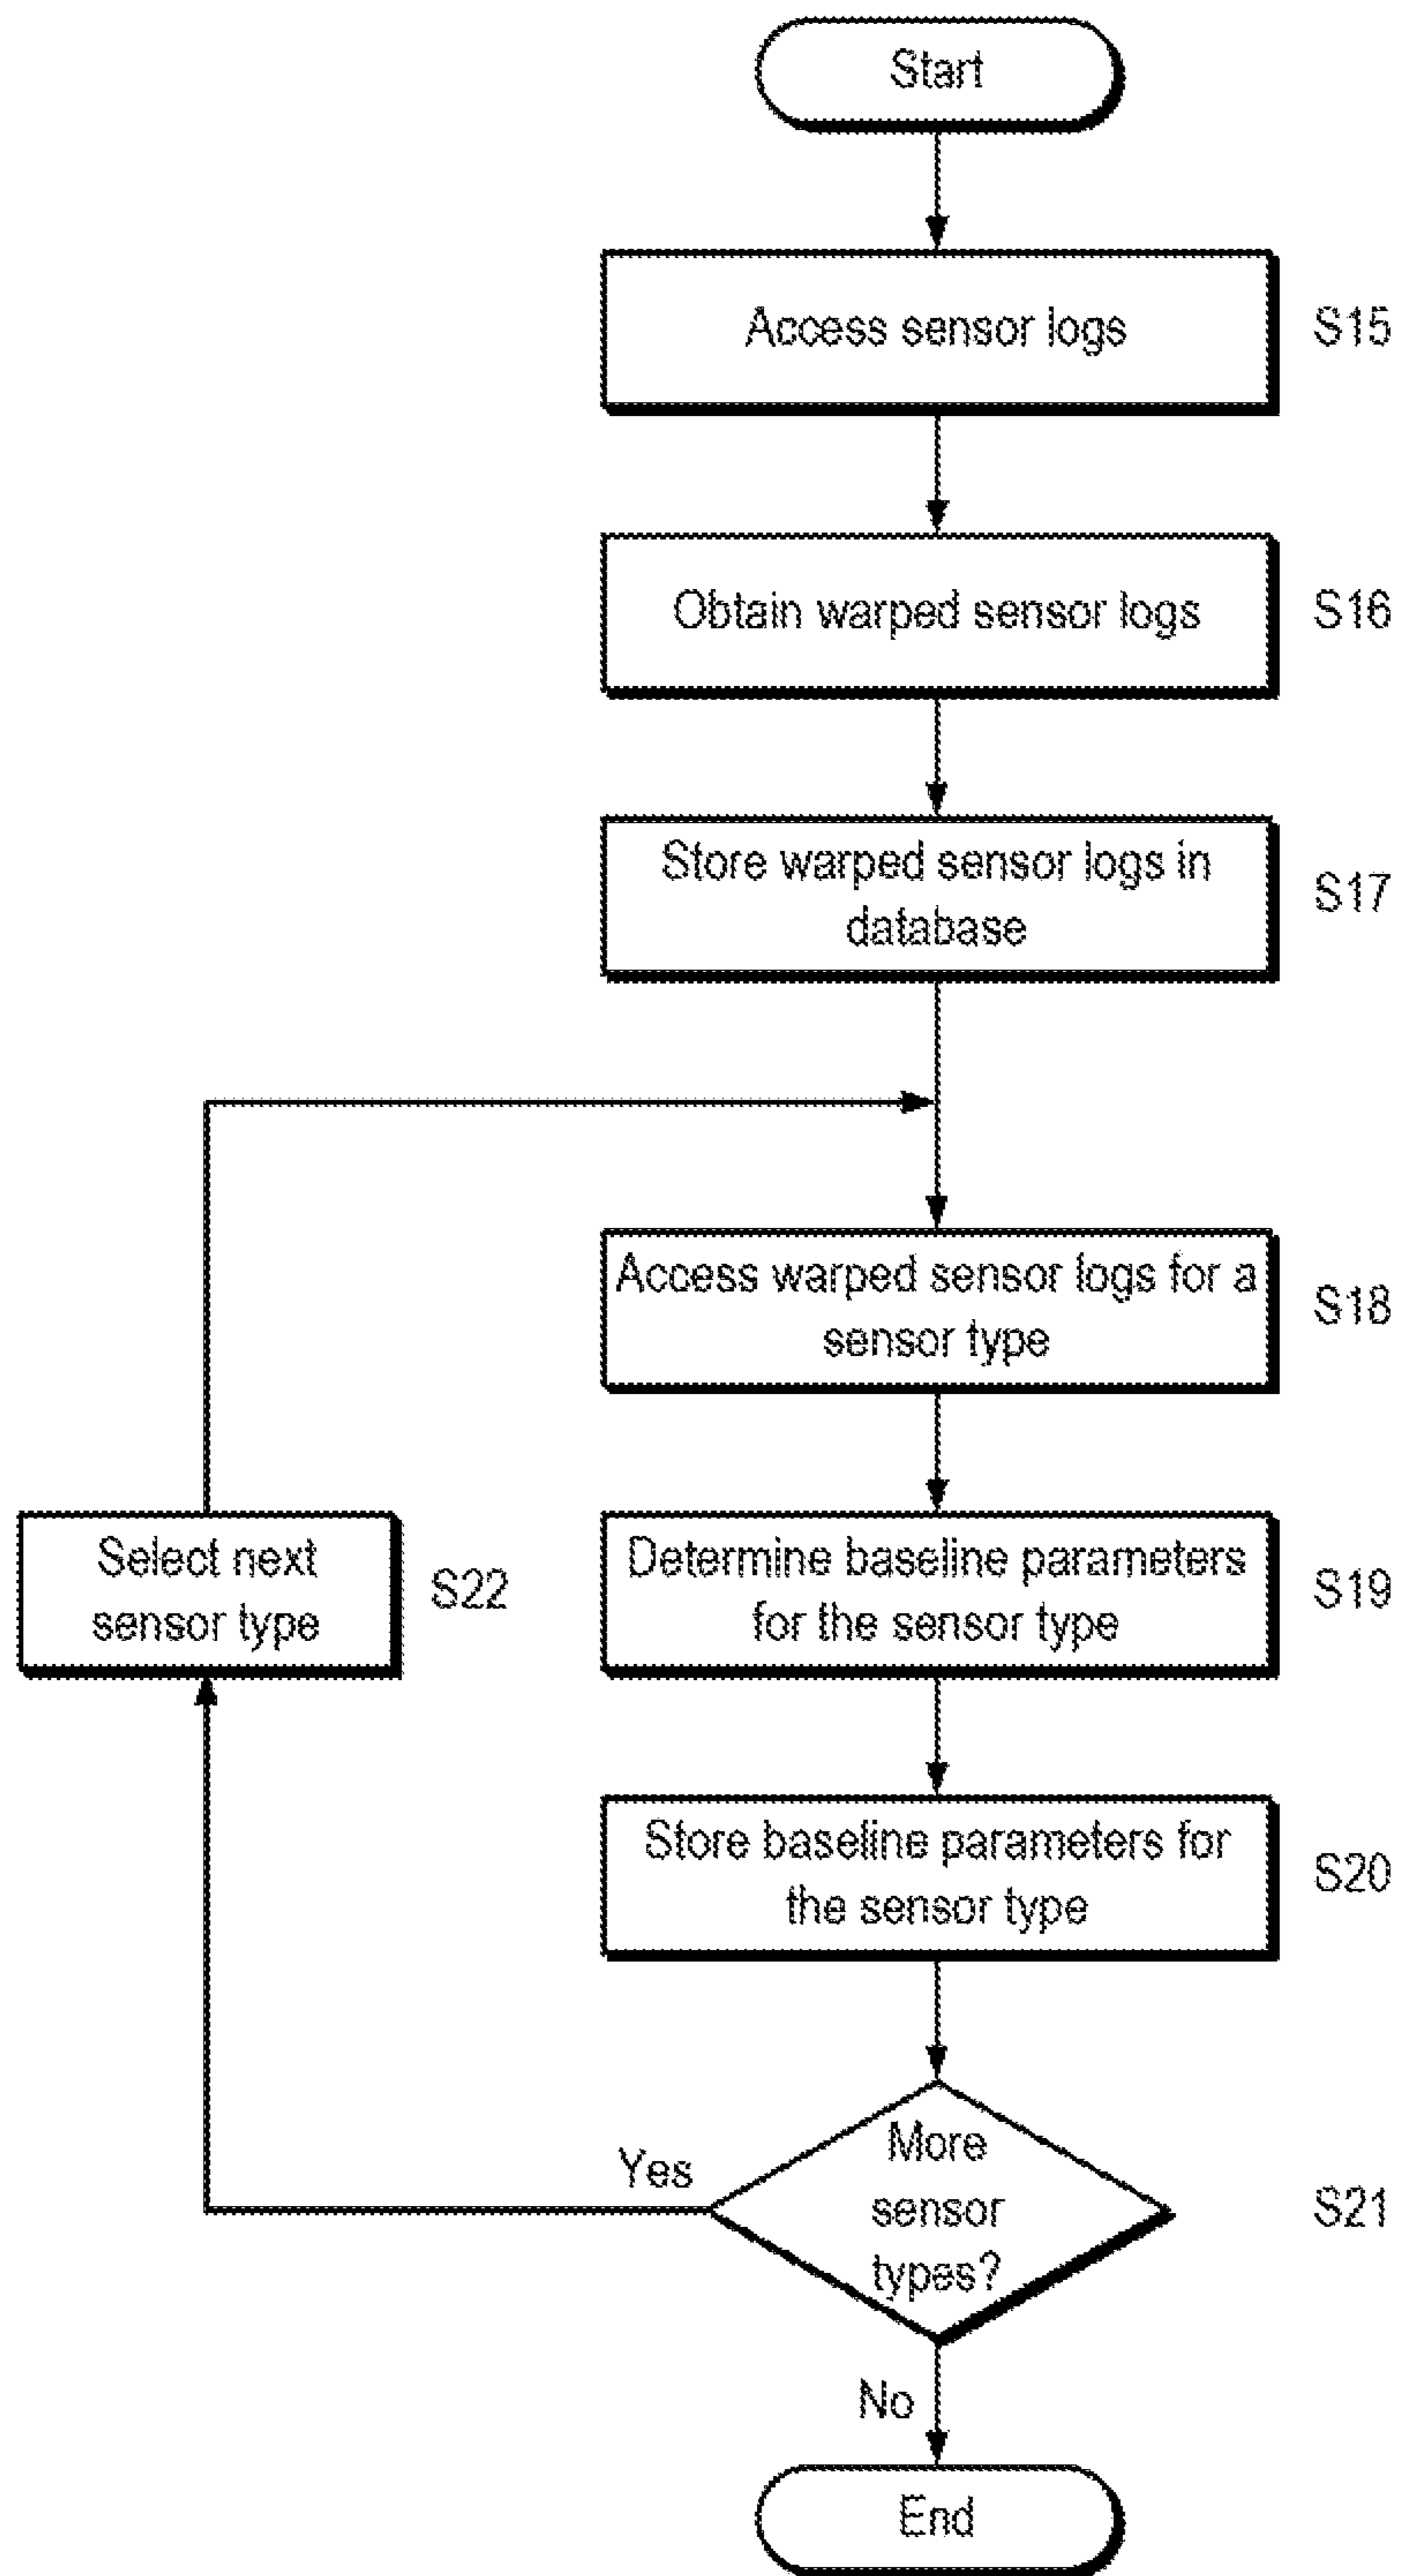 Start
Access sensor logs
S15
Obtain warped sensor logs
S16
Store warped sensor logs in
database
S17
Access warped sensor logs for a
sensor type
S18
Select next
sensor type
S22
Determine baseline parameters
for the sensor type
S19
Store baseline parameters for
the sensor type
S20
Yes
More
sensor
types?
S21
No
End